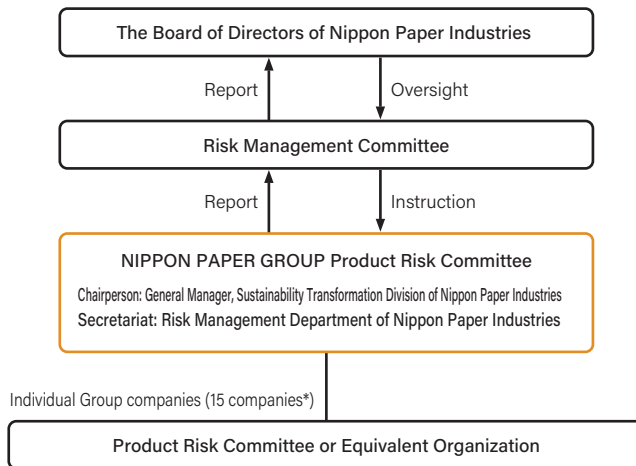 The Board of Directors of Nippon Paper Industries
Report
Oversight
Risk Management Committee
Report
Instruction
NIPPON PAPER GROUP Product Risk Committee
Chairperson: General Manager, Sustainability Transformation Division of Nippon Paper Industries
Secretariat: Risk Management Department of Nippon Paper Industries
Individual Group companies (15 companies*)
Product Risk Committee or Equivalent Organization